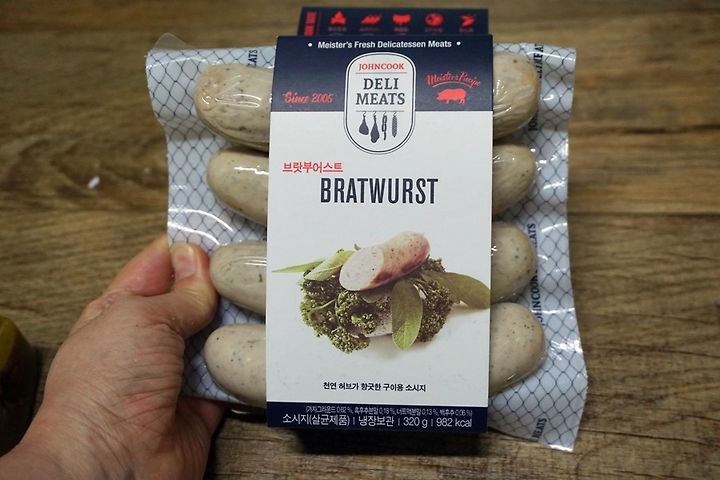 • Meister's Fresh Delicatessen Meats •
JOHNCOOK
DELI
MEATS
Since 2005
Meister's Recipe
브랏부어스트
BRATWURST
천연 허브가 향긋한 구이용 소시지
소시지(살균제품) | 냉장보관 | 320 g | 982 kcal
JOHNCOOK
MEATS